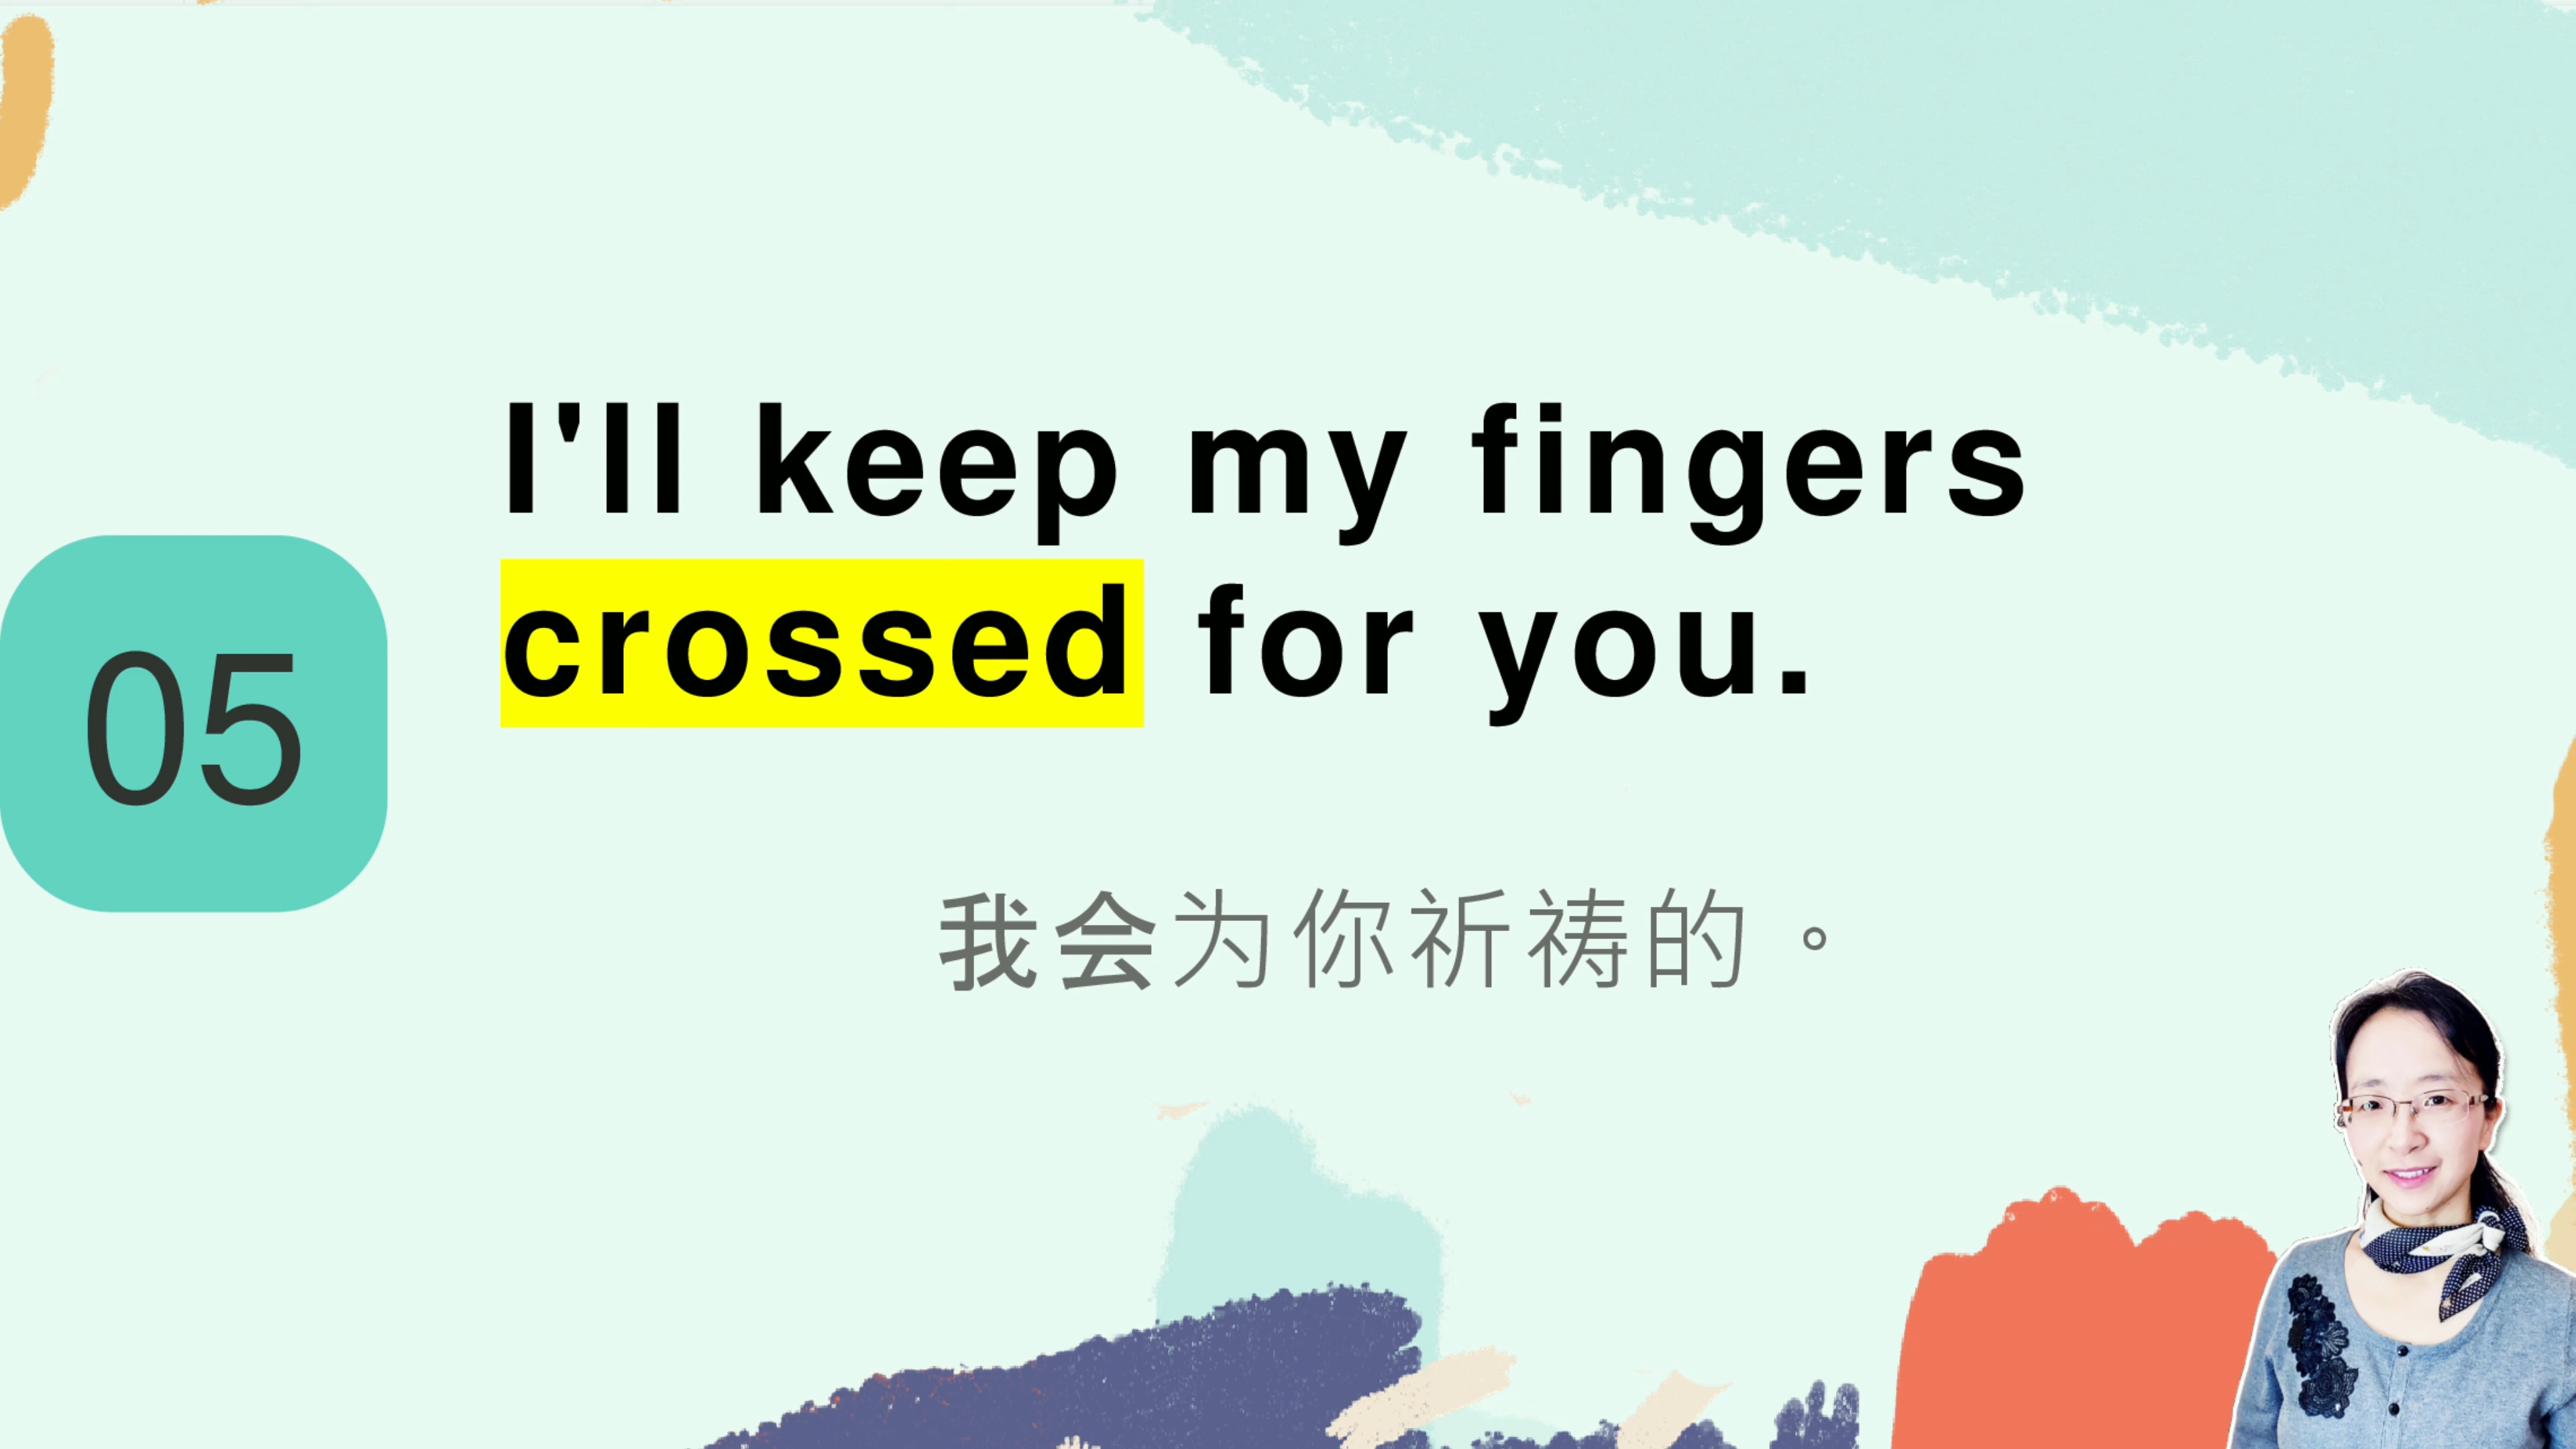 I'll keep my fingers
crossed for you.
05
我会为你祈祷的。